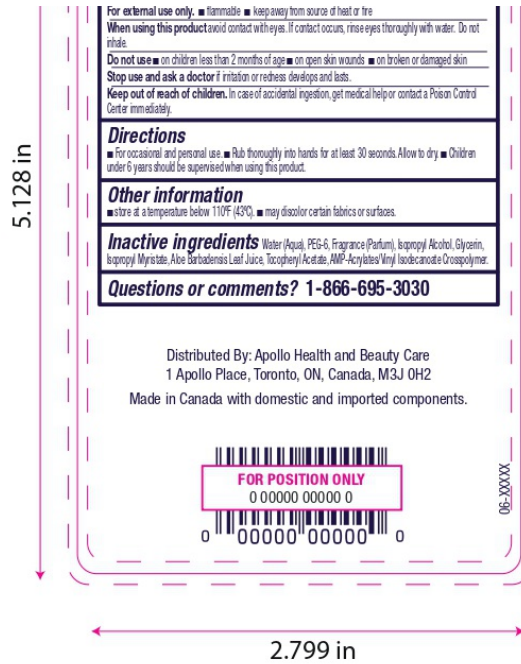 For external use only. ■ flammable ■ keep away from source of heat or fire
When using this product avoid contact with eyes. If contact occurs, rinse eyes thoroughly with water. Do not
inhale.
Do not use ■ on children less than 2 months of age ■ on open skin wounds ■ on broken or damaged skin
Stop use and ask a doctor if irritation or redness develops and lasts.
Keep out of reach of children. In case of accidental ingestion, get medical help or contact a Poison Control
Center immediately.
Directions
■ For occasional and personal use. ■ Rub thoroughly into hands for at least 30 seconds. Allow to dry. ■ Children
under 6 years should be supervised when using this product.
Other information
■ store at a temperature below 110ºF (43ºC). ■ may discolor certain fabrics or surfaces.
Inactive ingredients Water (Aqua), PEG-6, Fragrance (Parfum), Isopropyl Alcohol, Glycerin,
Isopropyl Myristate, Aloe Barbadensis Leaf Juice, Tocopheryl Acetate, AMP-Acrylates/Vinyl Isodecanoate Crosspolymer.
Questions or comments? 1-866-695-3030
Distributed By: Apollo Health and Beauty Care
1 Apollo Place, Toronto, ON, Canada, M3J 0H2
Made in Canada with domestic and imported components.
FOR POSITION ONLY
0 00000 00000 0
0 00000 00000 0
06-XXXXX
5.128 in
2.799 in